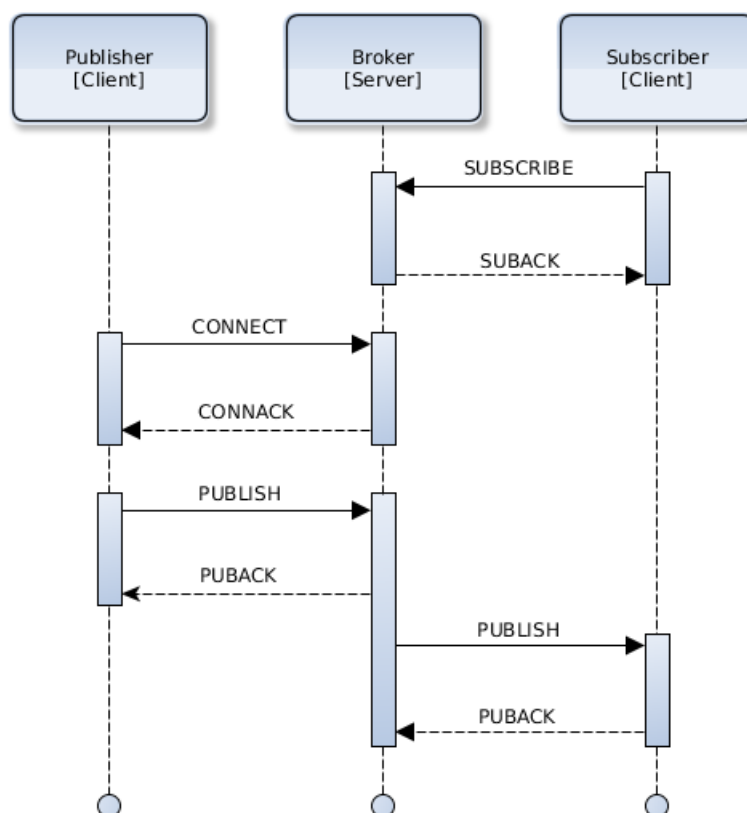 Publisher
[Client]
Broker
[Server]
Subscriber
[Client]
SUBSCRIBE
SUBACK
CONNECT
CONNACK
PUBLISH
PUBACK
PUBLISH
PUBACK